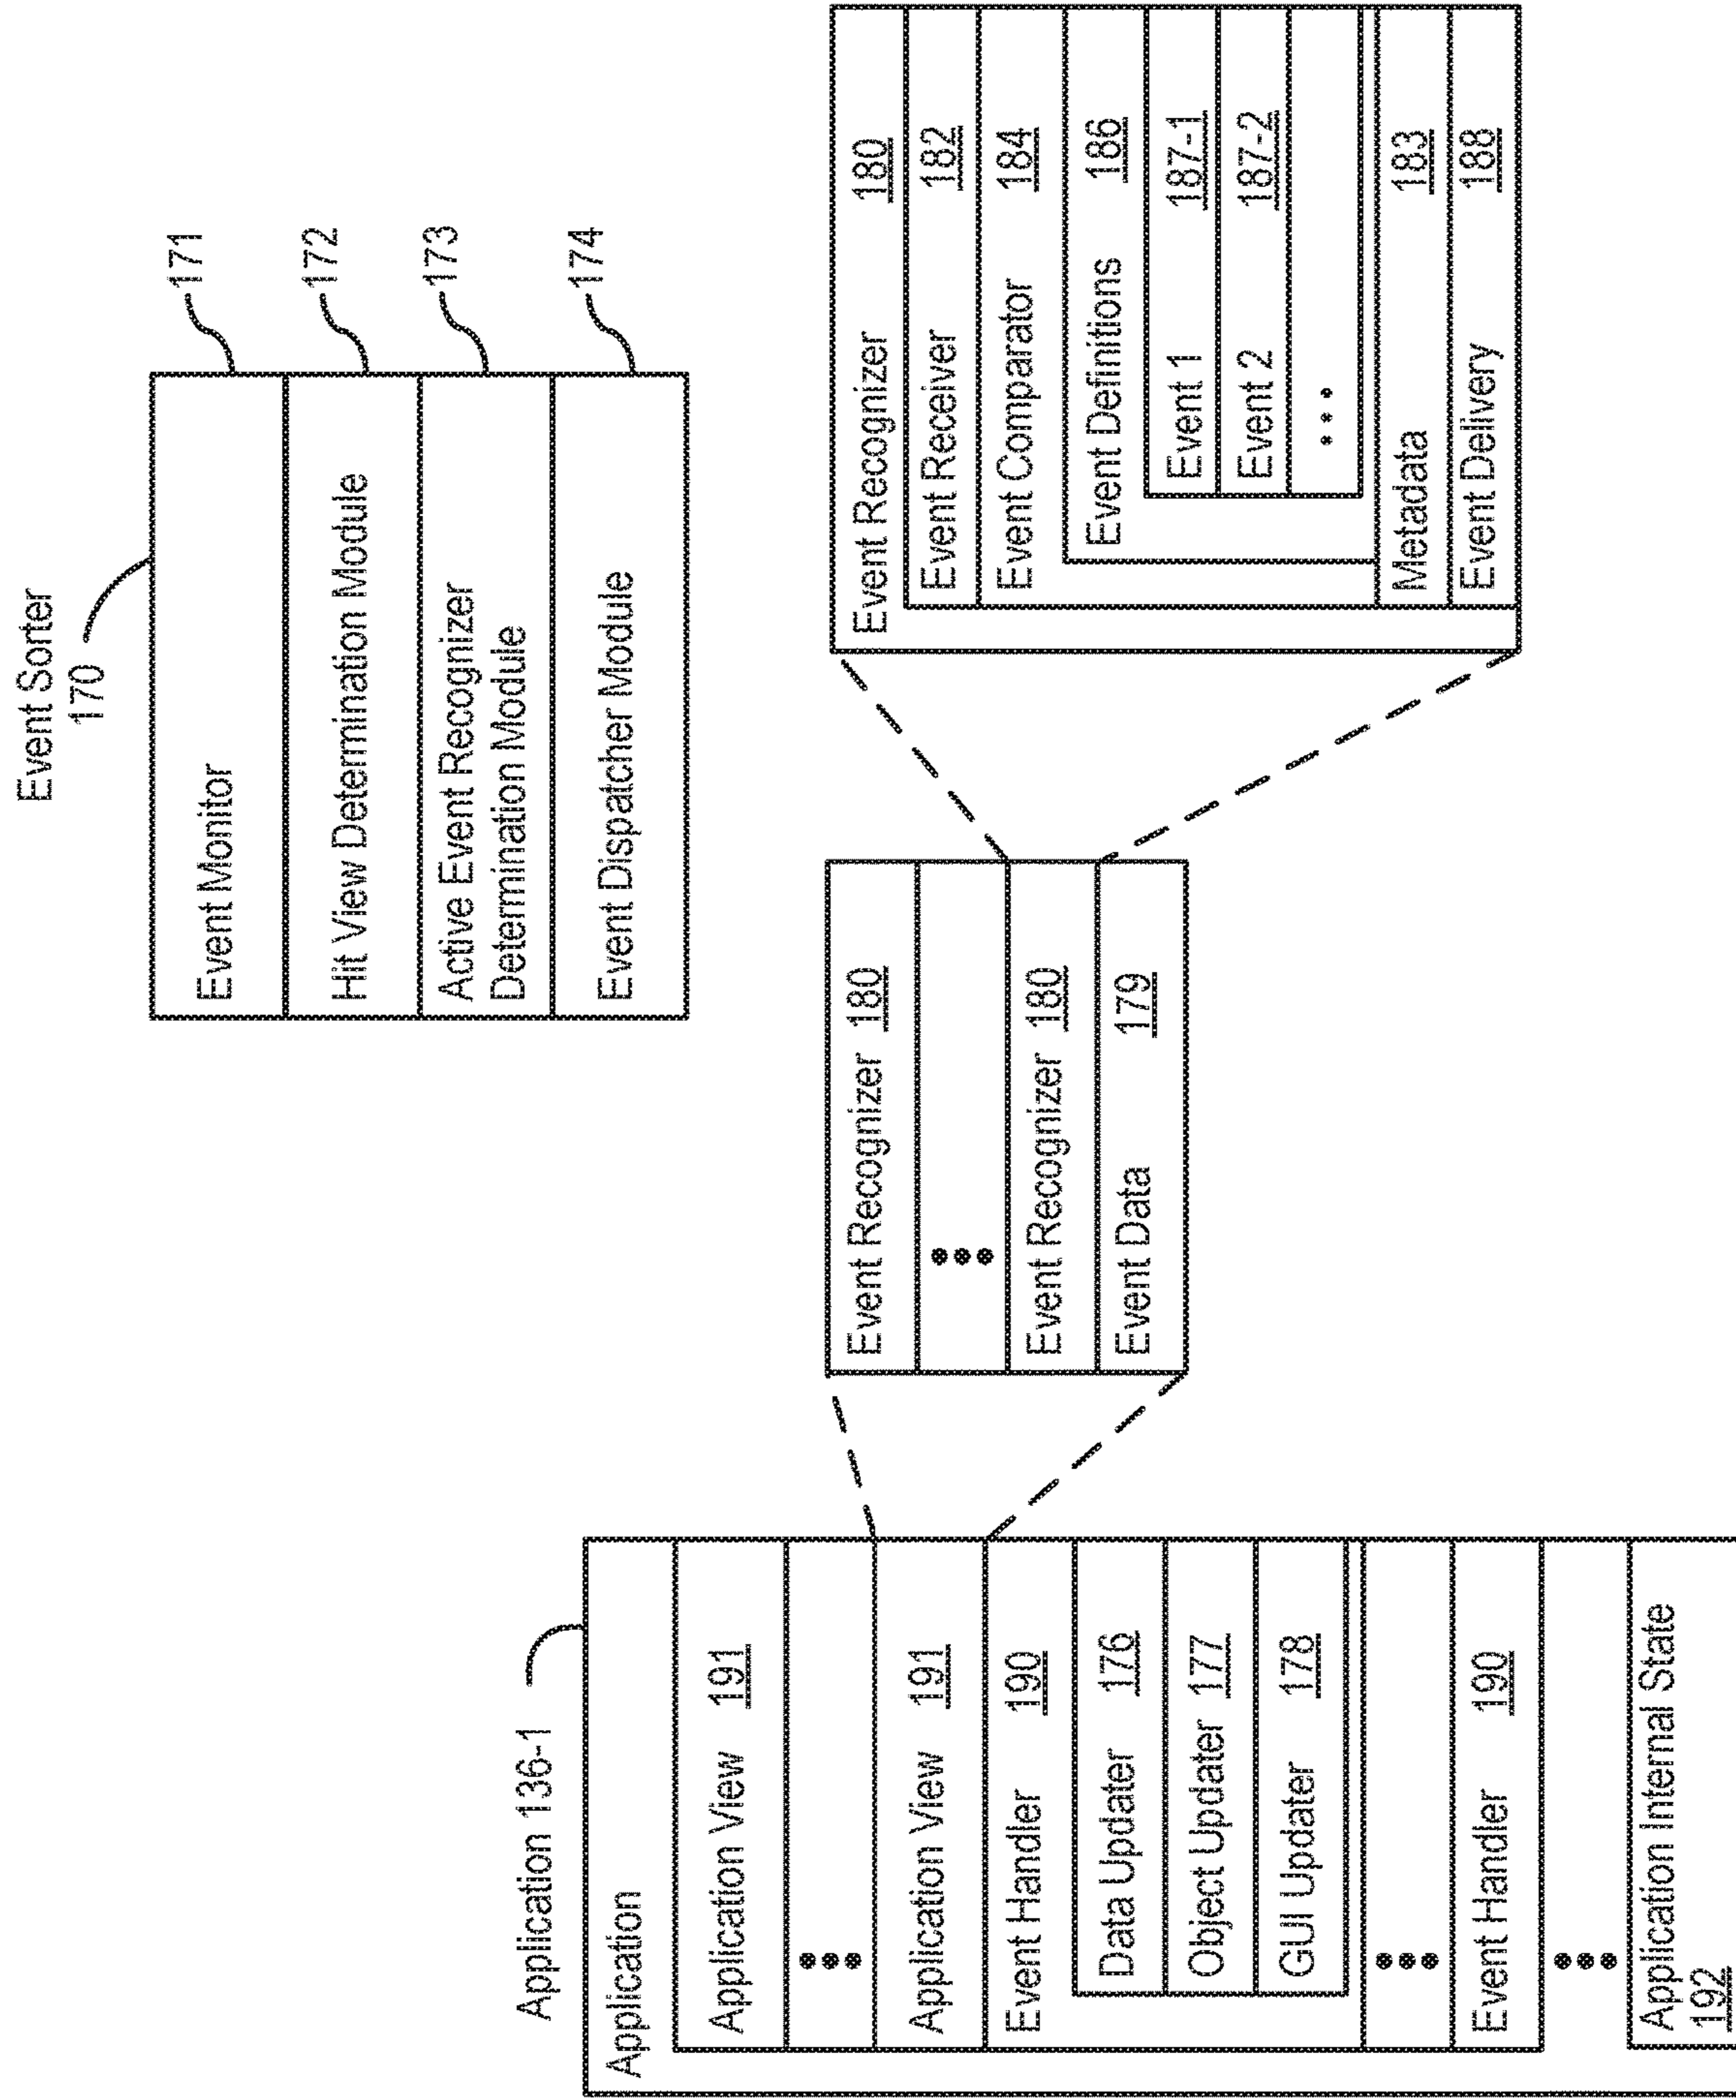 Event Sorter
170
Event Monitor
171
Hit View Determination Module
172
Active Event Recognizer
Determination Module
173
Event Dispatcher Module
174
Application 136-1
Application
Application View 191
•••
Application View 191
Event Handler 190
Data Updater 176
Object Updater 177
GUI Updater 178
•••
Event Handler 190
•••
Application Internal State
192
Event Recognizer 180
•••
Event Recognizer 180
Event Data 179
Event Recognizer 180
Event Receiver 182
Event Comparator 184
Event Definitions 186
Event 1 187-1
Event 2 187-2
•••
Metadata 183
Event Delivery 188